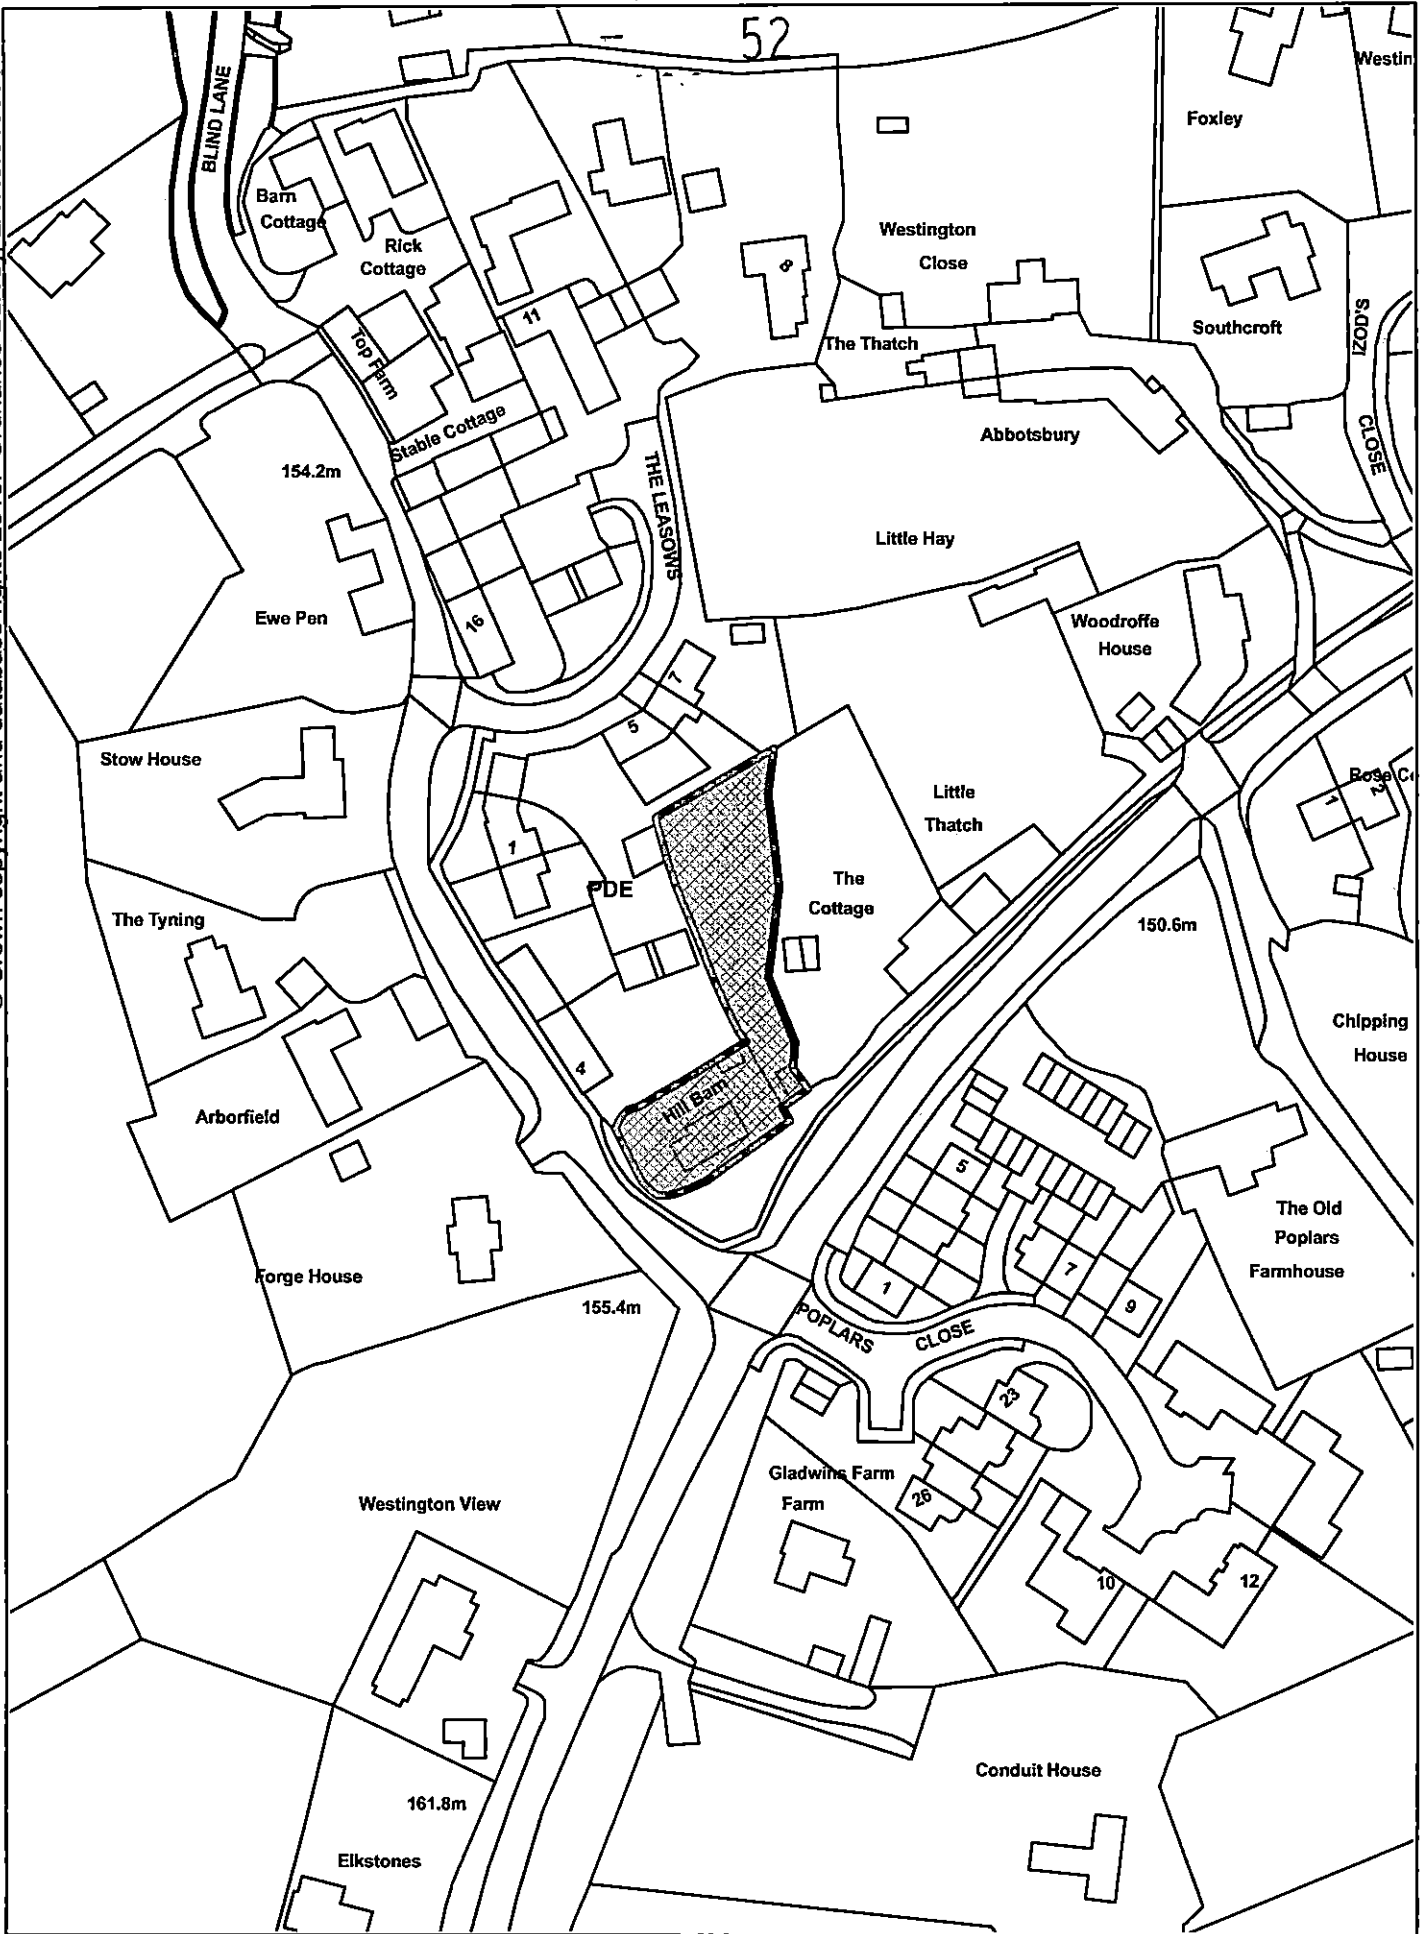 52
Westin
BLIND LANE
Foxley
Barn
Cottage
Rick
Cottage
8
Westington
Close
11
Top Farm
The Thatch
Southcroft
IZOD'S
CLOSE
Stable Cottage
Abbotsbury
154.2m
THE LEASOWS
Little Hay
Ewe Pen
16
Woodroffe
House
7
5
Stow House
Little
Thatch
Rose C
1
2
1
PDE
The
Cottage
The Tyning
150.6m
Chipping
House
4
Hill Barn
Arborfield
5
The Old
Poplars
Farmhouse
Forge House
7
1
9
155.4m
POPLARS
CLOSE
23
Gladwins Farm
Farm
26
Westington View
10
12
Conduit House
161.8m
Elkstones